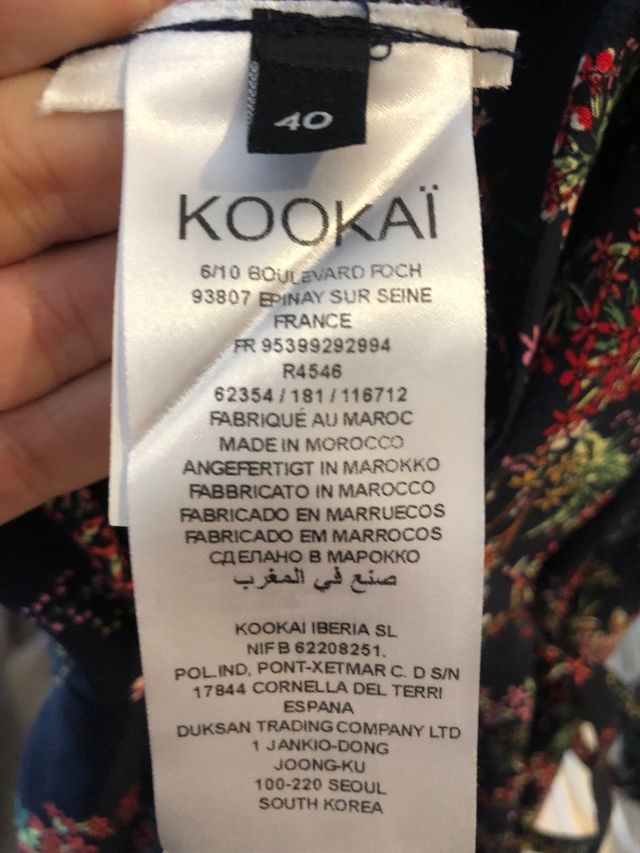 40
KOOKAÏ
6/10 BOULEVARD FOCH
93807 EPINAY SUR SEINE
FRANCE
FR 95399292994
R4546
62354 / 181 / 116712
FABRIQUÉ AU MAROC
MADE IN MOROCCO
ANGEFERTIGT IN MAROKKO
FABBRICATO IN MAROCCO
FABRICADO EN MARRUECOS
FABRICADO EM MARROCOS
СДЕЛАНО В МАРОККО
صنع في المغرب
KOOKAI IBERIA SL
NIF B 62208251.
POL.IND, PONT-XETMAR C. D S/N
17844 CORNELLA DEL TERRI
ESPANA
DUKSAN TRADING COMPANY LTD
1 JANKIO-DONG
JOONG-KU
100-220 SEOUL
SOUTH KOREA